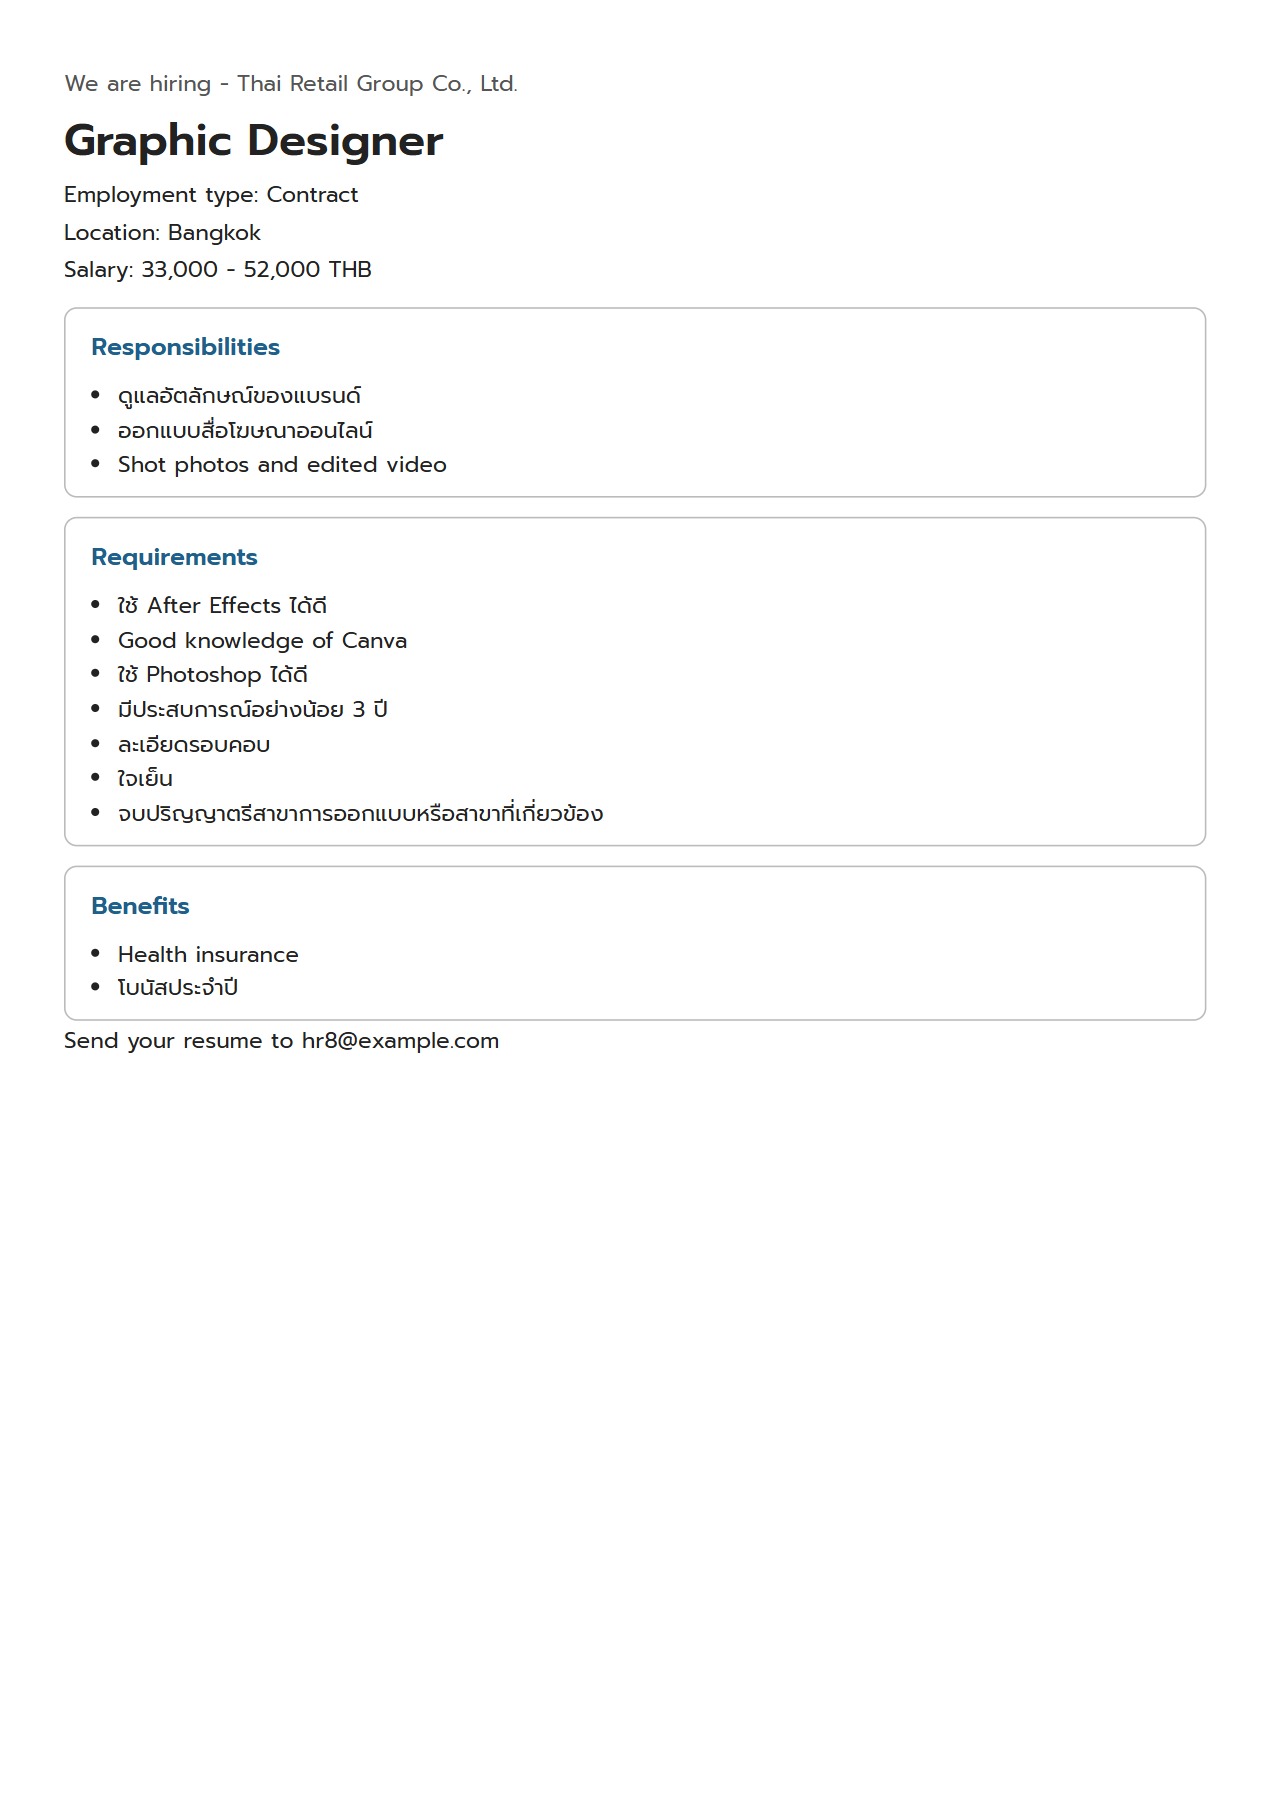 We are hiring - Thai Retail Group Co., Ltd.
Graphic Designer
Employment type: Contract
Location: Bangkok
Salary: 33,000 - 52,000 THB
Responsibilities
• ดูแลอัตลักษณ์ของแบรนด์
• ออกแบบสื่อโฆษณาออนไลน์
• Shot photos and edited video
Requirements
• ใช้ After Effects ได้ดี
• Good knowledge of Canva
• ใช้ Photoshop ได้ดี
• มีประสบการณ์อย่างน้อย 3 ปี
• ละเอียดรอบคอบ
• ใจเย็น
• จบปริญญาตรีสาขาการออกแบบหรือสาขาที่เกี่ยวข้อง
Benefits
• Health insurance
• โบนัสประจำปี
Send your resume to hr8@example.com